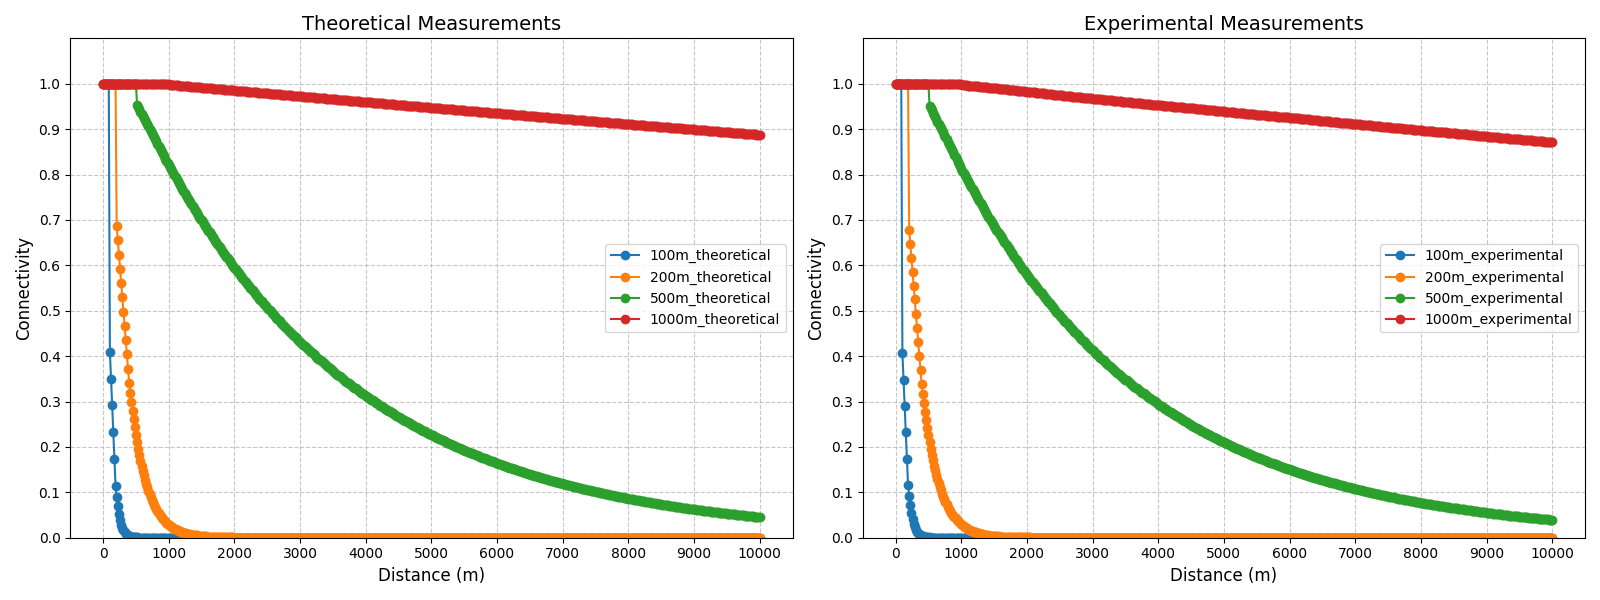 Theoretical Measurements
Connectivity
1.0
0.9
0.8
0.7
0.6
0.5
0.4
0.3
0.2
0.1
0.0
100m_theoretical
200m_theoretical
500m_theoretical
1000m_theoretical
0 1000 2000 3000 4000 5000 6000 7000 8000 9000 10000
Distance (m)
Experimental Measurements
Connectivity
1.0
0.9
0.8
0.7
0.6
0.5
0.4
0.3
0.2
0.1
0.0
100m_experimental
200m_experimental
500m_experimental
1000m_experimental
0 1000 2000 3000 4000 5000 6000 7000 8000 9000 10000
Distance (m)